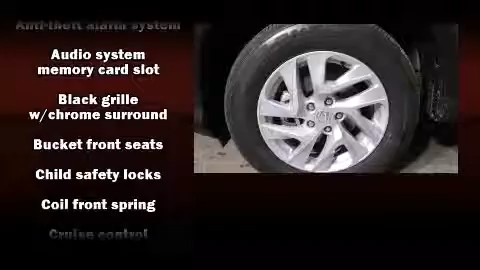 Anti-theft alarm system
Audio system
memory card slot
Black grille
w/chrome surround
Bucket front seats
Child safety locks
Coil front spring
Cruise control